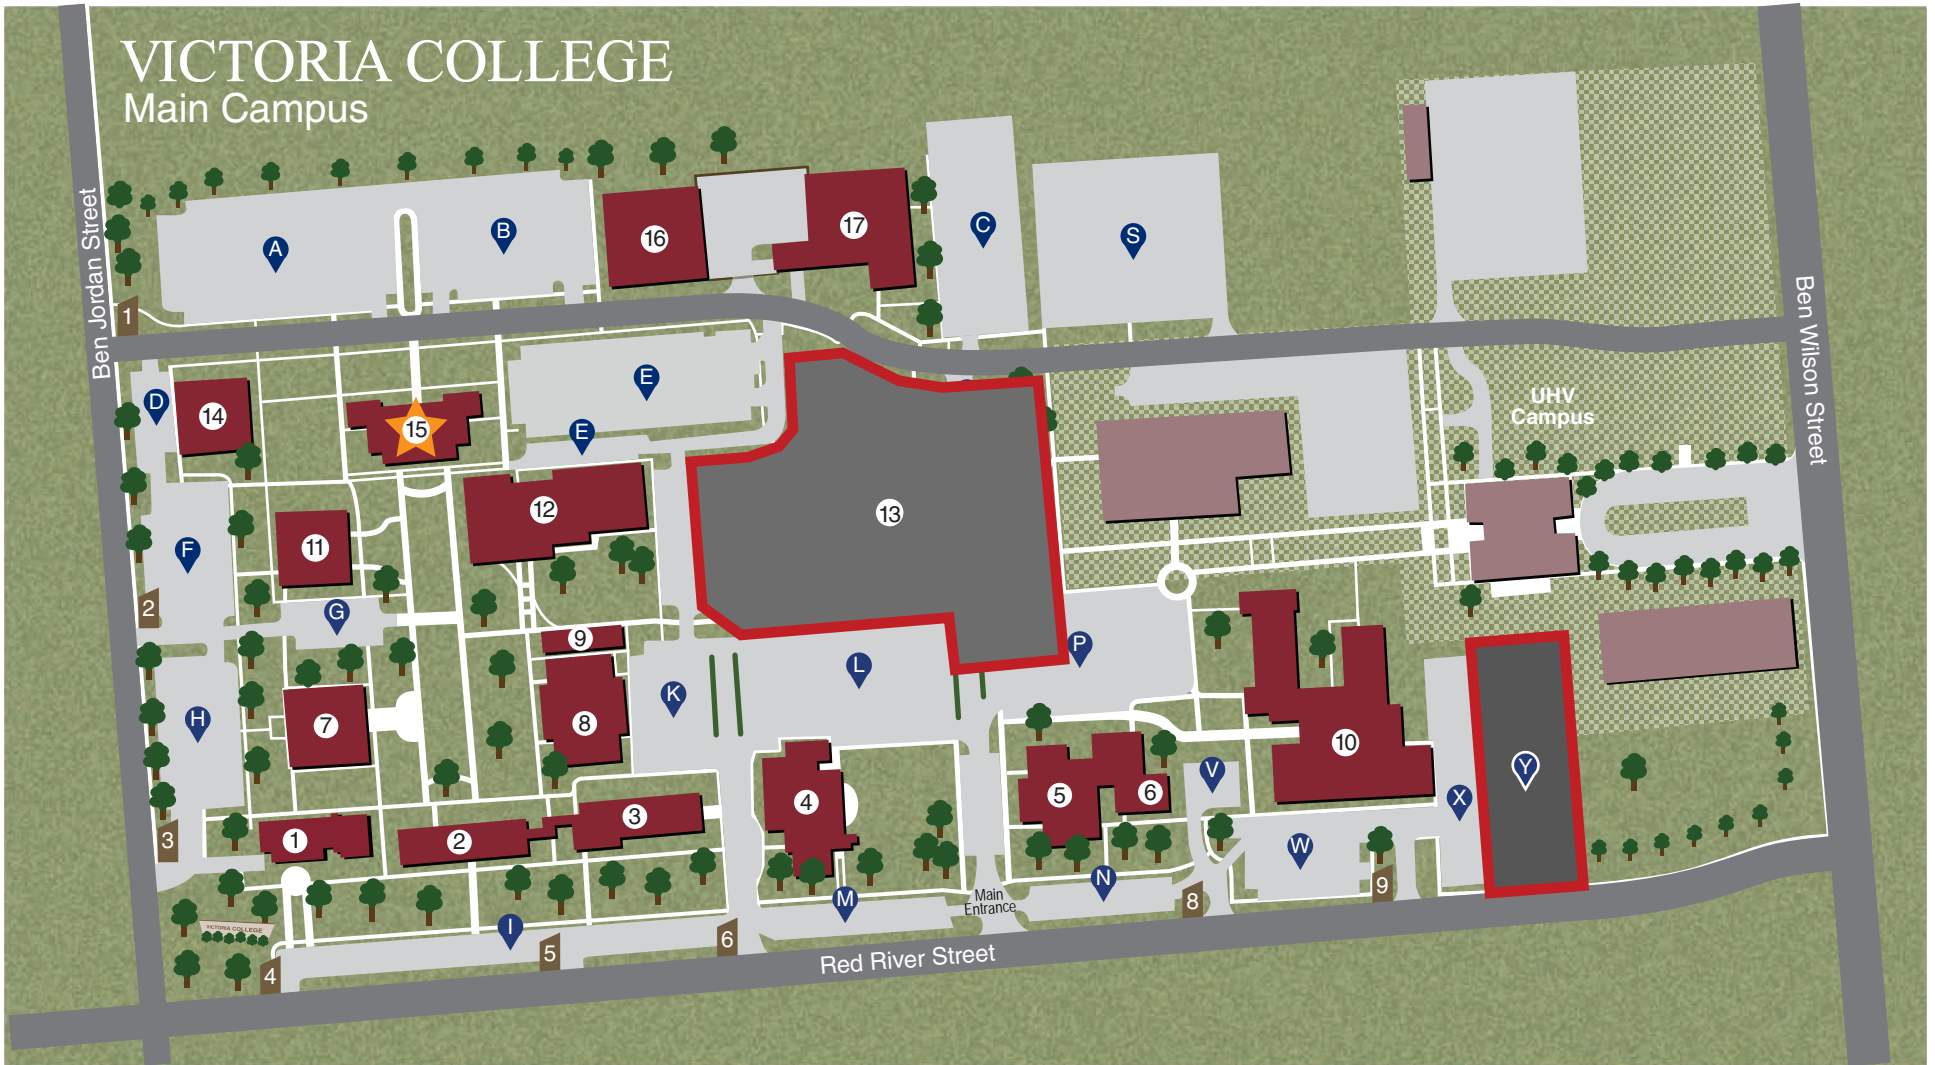 VICTORIA COLLEGE
Main Campus
Ben Jordan Street
Ben Wilson Street
A
B
16
17
C
S
1
D
14
15
E
E
UHV
Campus
12
13
11
F
2
G
9
K
L
P
8
H
7
10
V
Y
X
4
5
6
3
2
1
3
W
9
N
8
M
Main
Entrance
I
5
6
4
VICTORIA COLLEGE
Red River Street